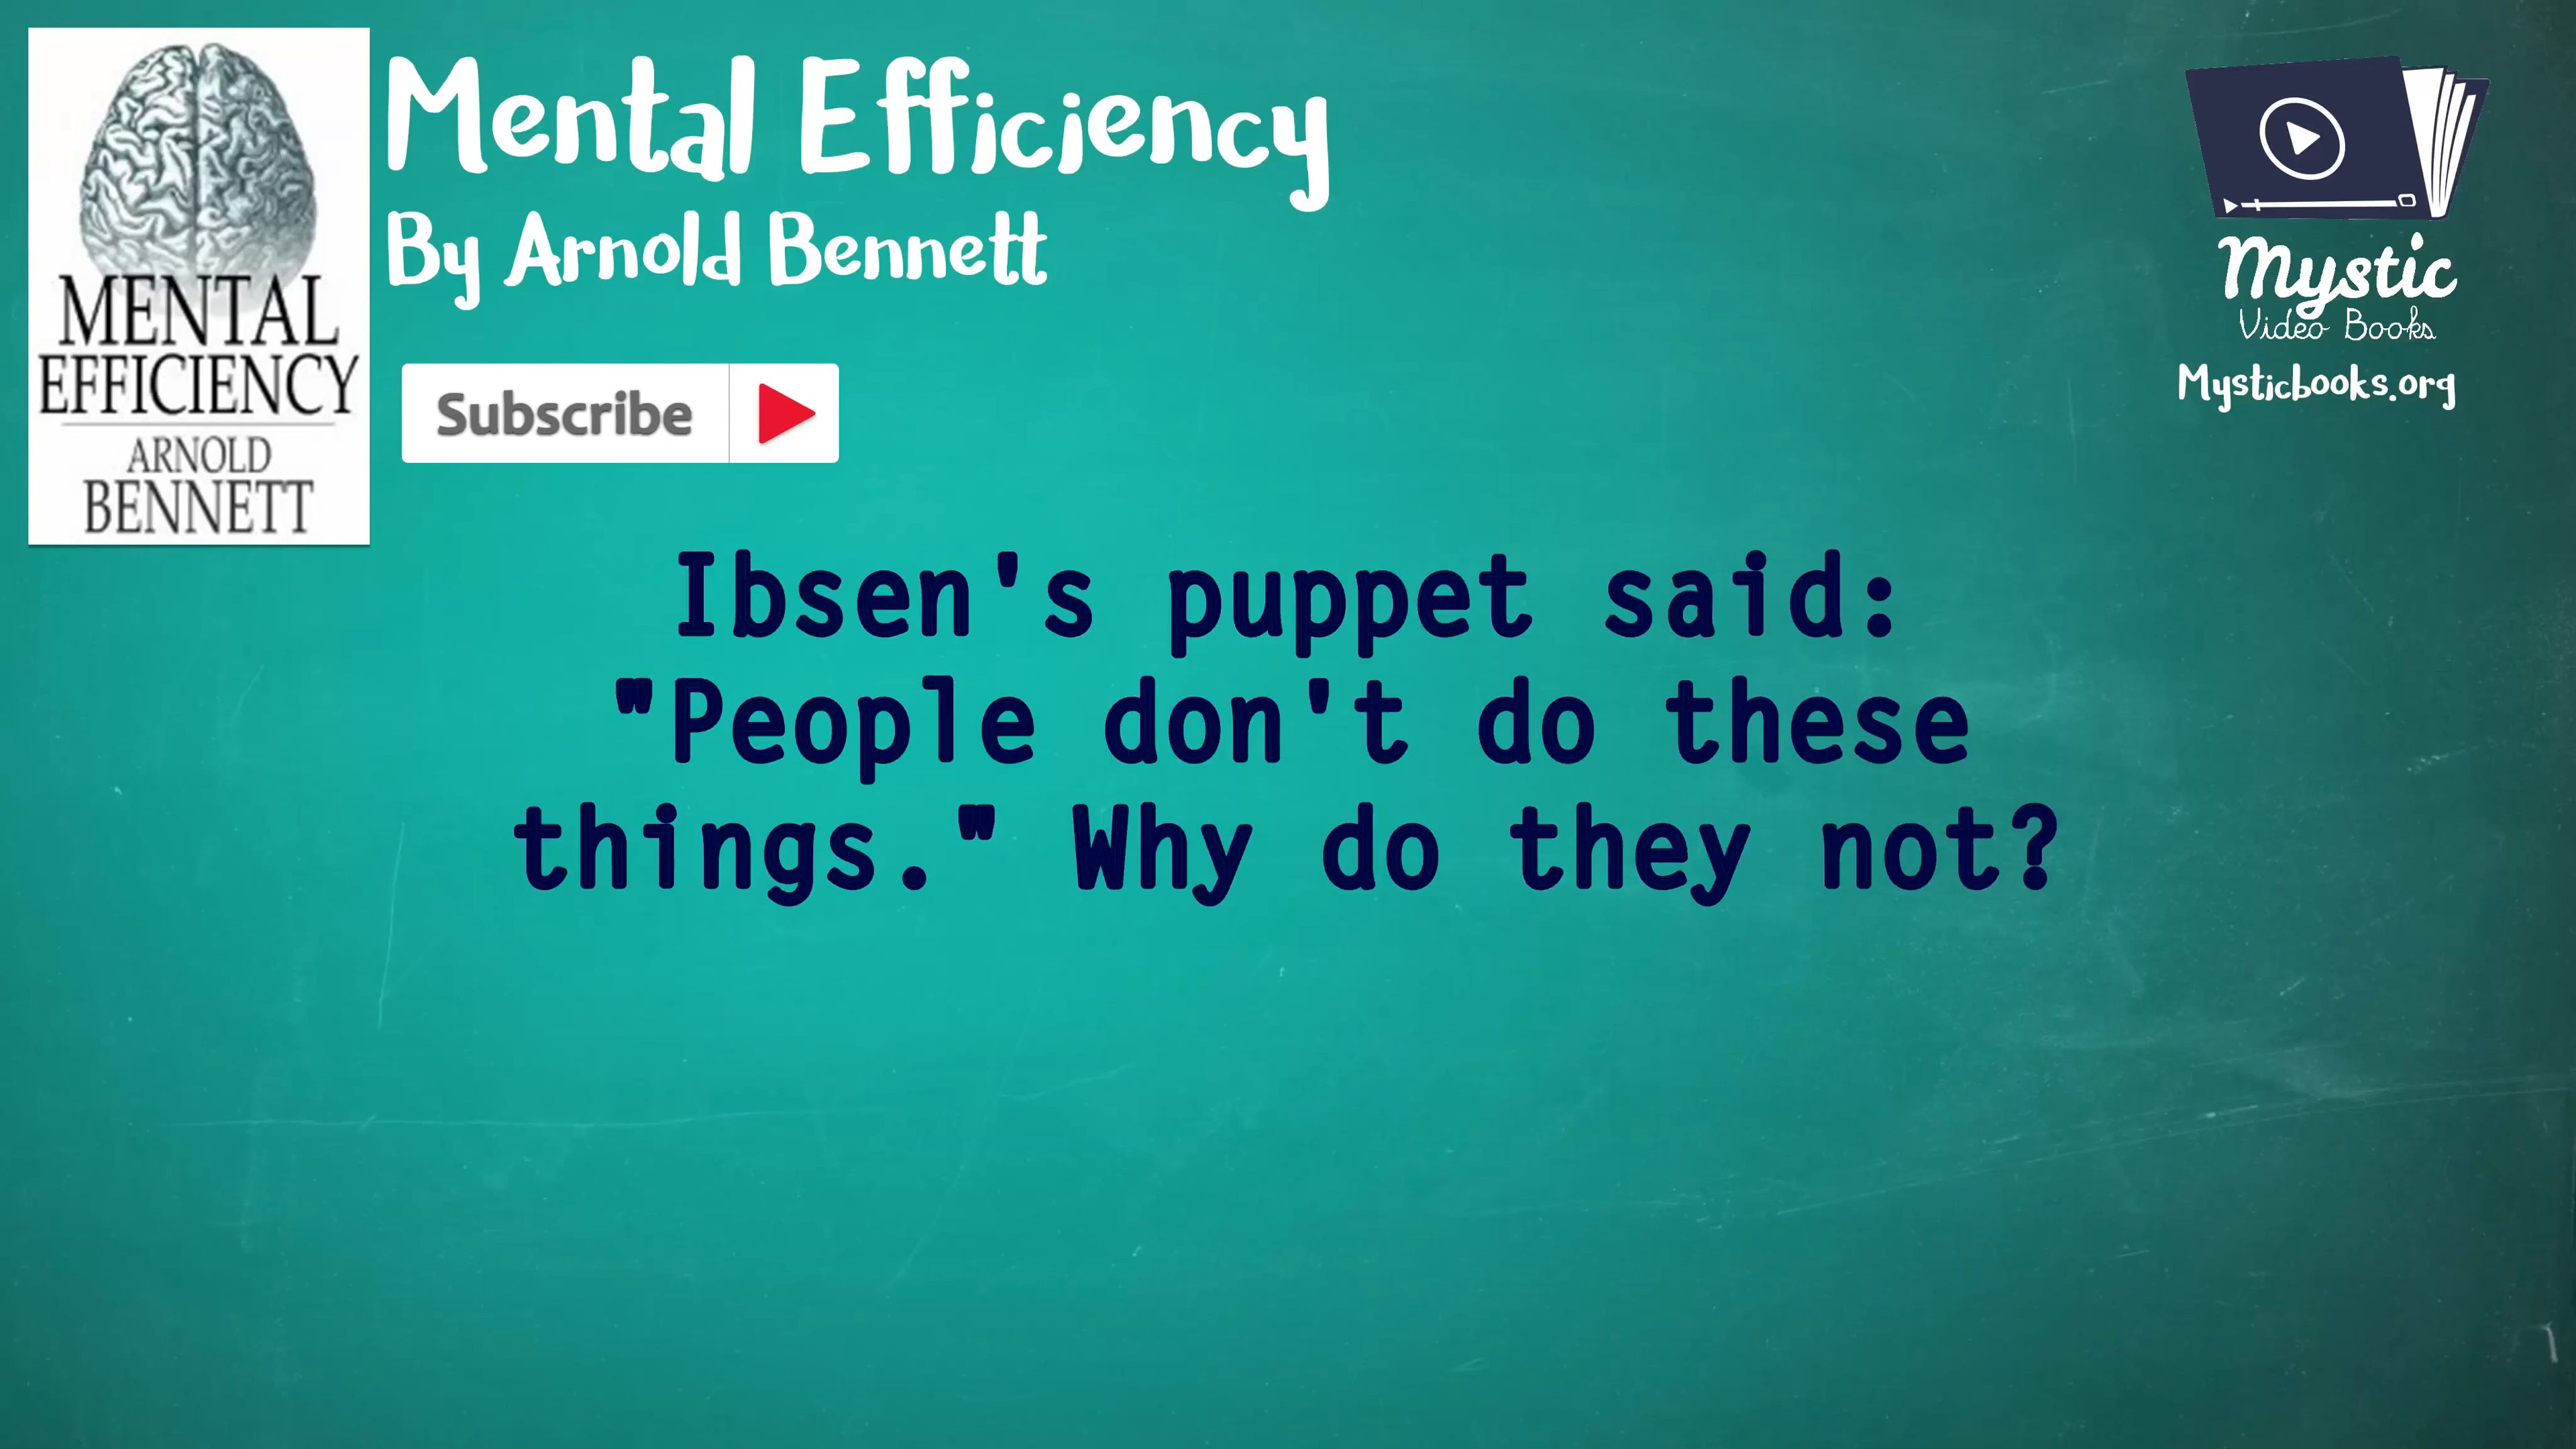 MENTAL
EFFICIENCY
ARNOLD
BENNETT
Mental Efficiency
By Arnold Bennett
Subscribe
Mystic
Video Books
Mysticbooks.org
Ibsen's puppet said:
"People don't do these
things." Why do they not?